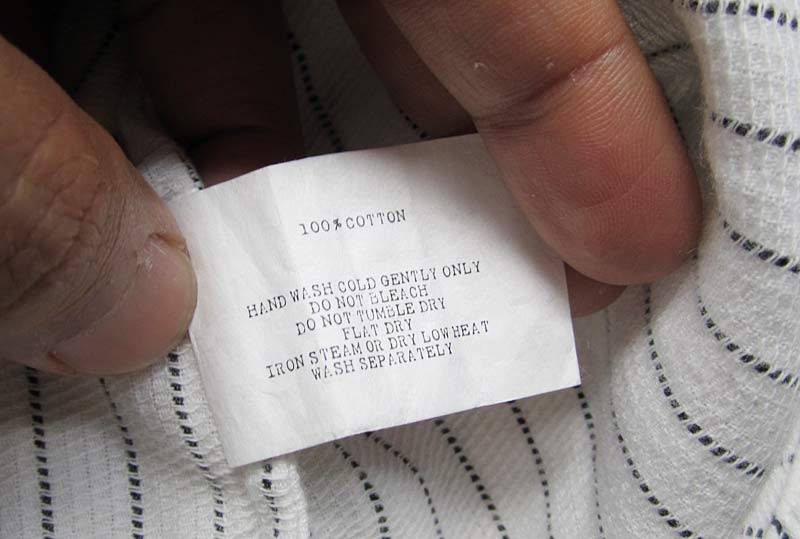 100% COTTON
HAND WASH COLD GENTLY ONLY
DO NOT BLEACH
DO NOT TUMBLE DRY
FLAT DRY
IRON STEAM OR DRY LOW HEAT
WASH SEPARATELY